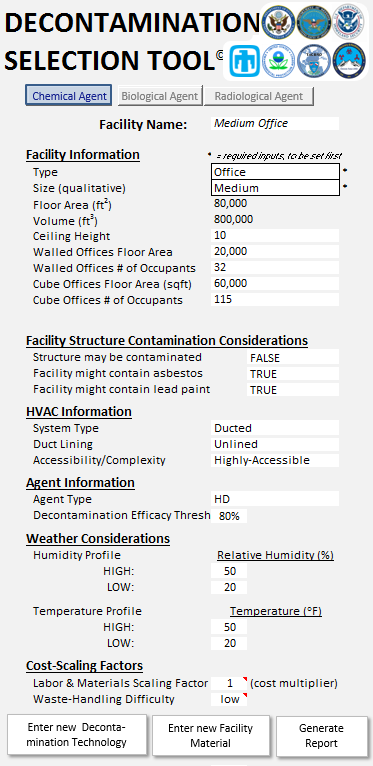 DECONTAMINATION
SELECTION TOOL©
Chemical Agent Biological Agent Radiological Agent
Facility Name: Medium Office
Facility Information * = required inputs, to be set first
Type Office *
Size (qualitative) Medium *
Floor Area (ft²) 80,000
Volume (ft³) 800,000
Ceiling Height 10
Walled Offices Floor Area 20,000
Walled Offices # of Occupants 32
Cube Offices Floor Area (sqft) 60,000
Cube Offices # of Occupants 115
Facility Structure Contamination Considerations
Structure may be contaminated FALSE
Facility might contain asbestos TRUE
Facility might contain lead paint TRUE
HVAC Information
System Type Ducted
Duct Lining Unlined
Accessibility/Complexity Highly-Accessible
Agent Information
Agent Type HD
Decontamination Efficacy Thresh 80%
Weather Considerations
Humidity Profile Relative Humidity (%)
HIGH: 50
LOW: 20
Temperature Profile Temperature (°F)
HIGH: 50
LOW: 20
Cost-Scaling Factors
Labor & Materials Scaling Factor 1 (cost multiplier)
Waste-Handling Difficulty low
Enter new Deconta-
mination Technology
Enter new Facility
Material
Generate
Report